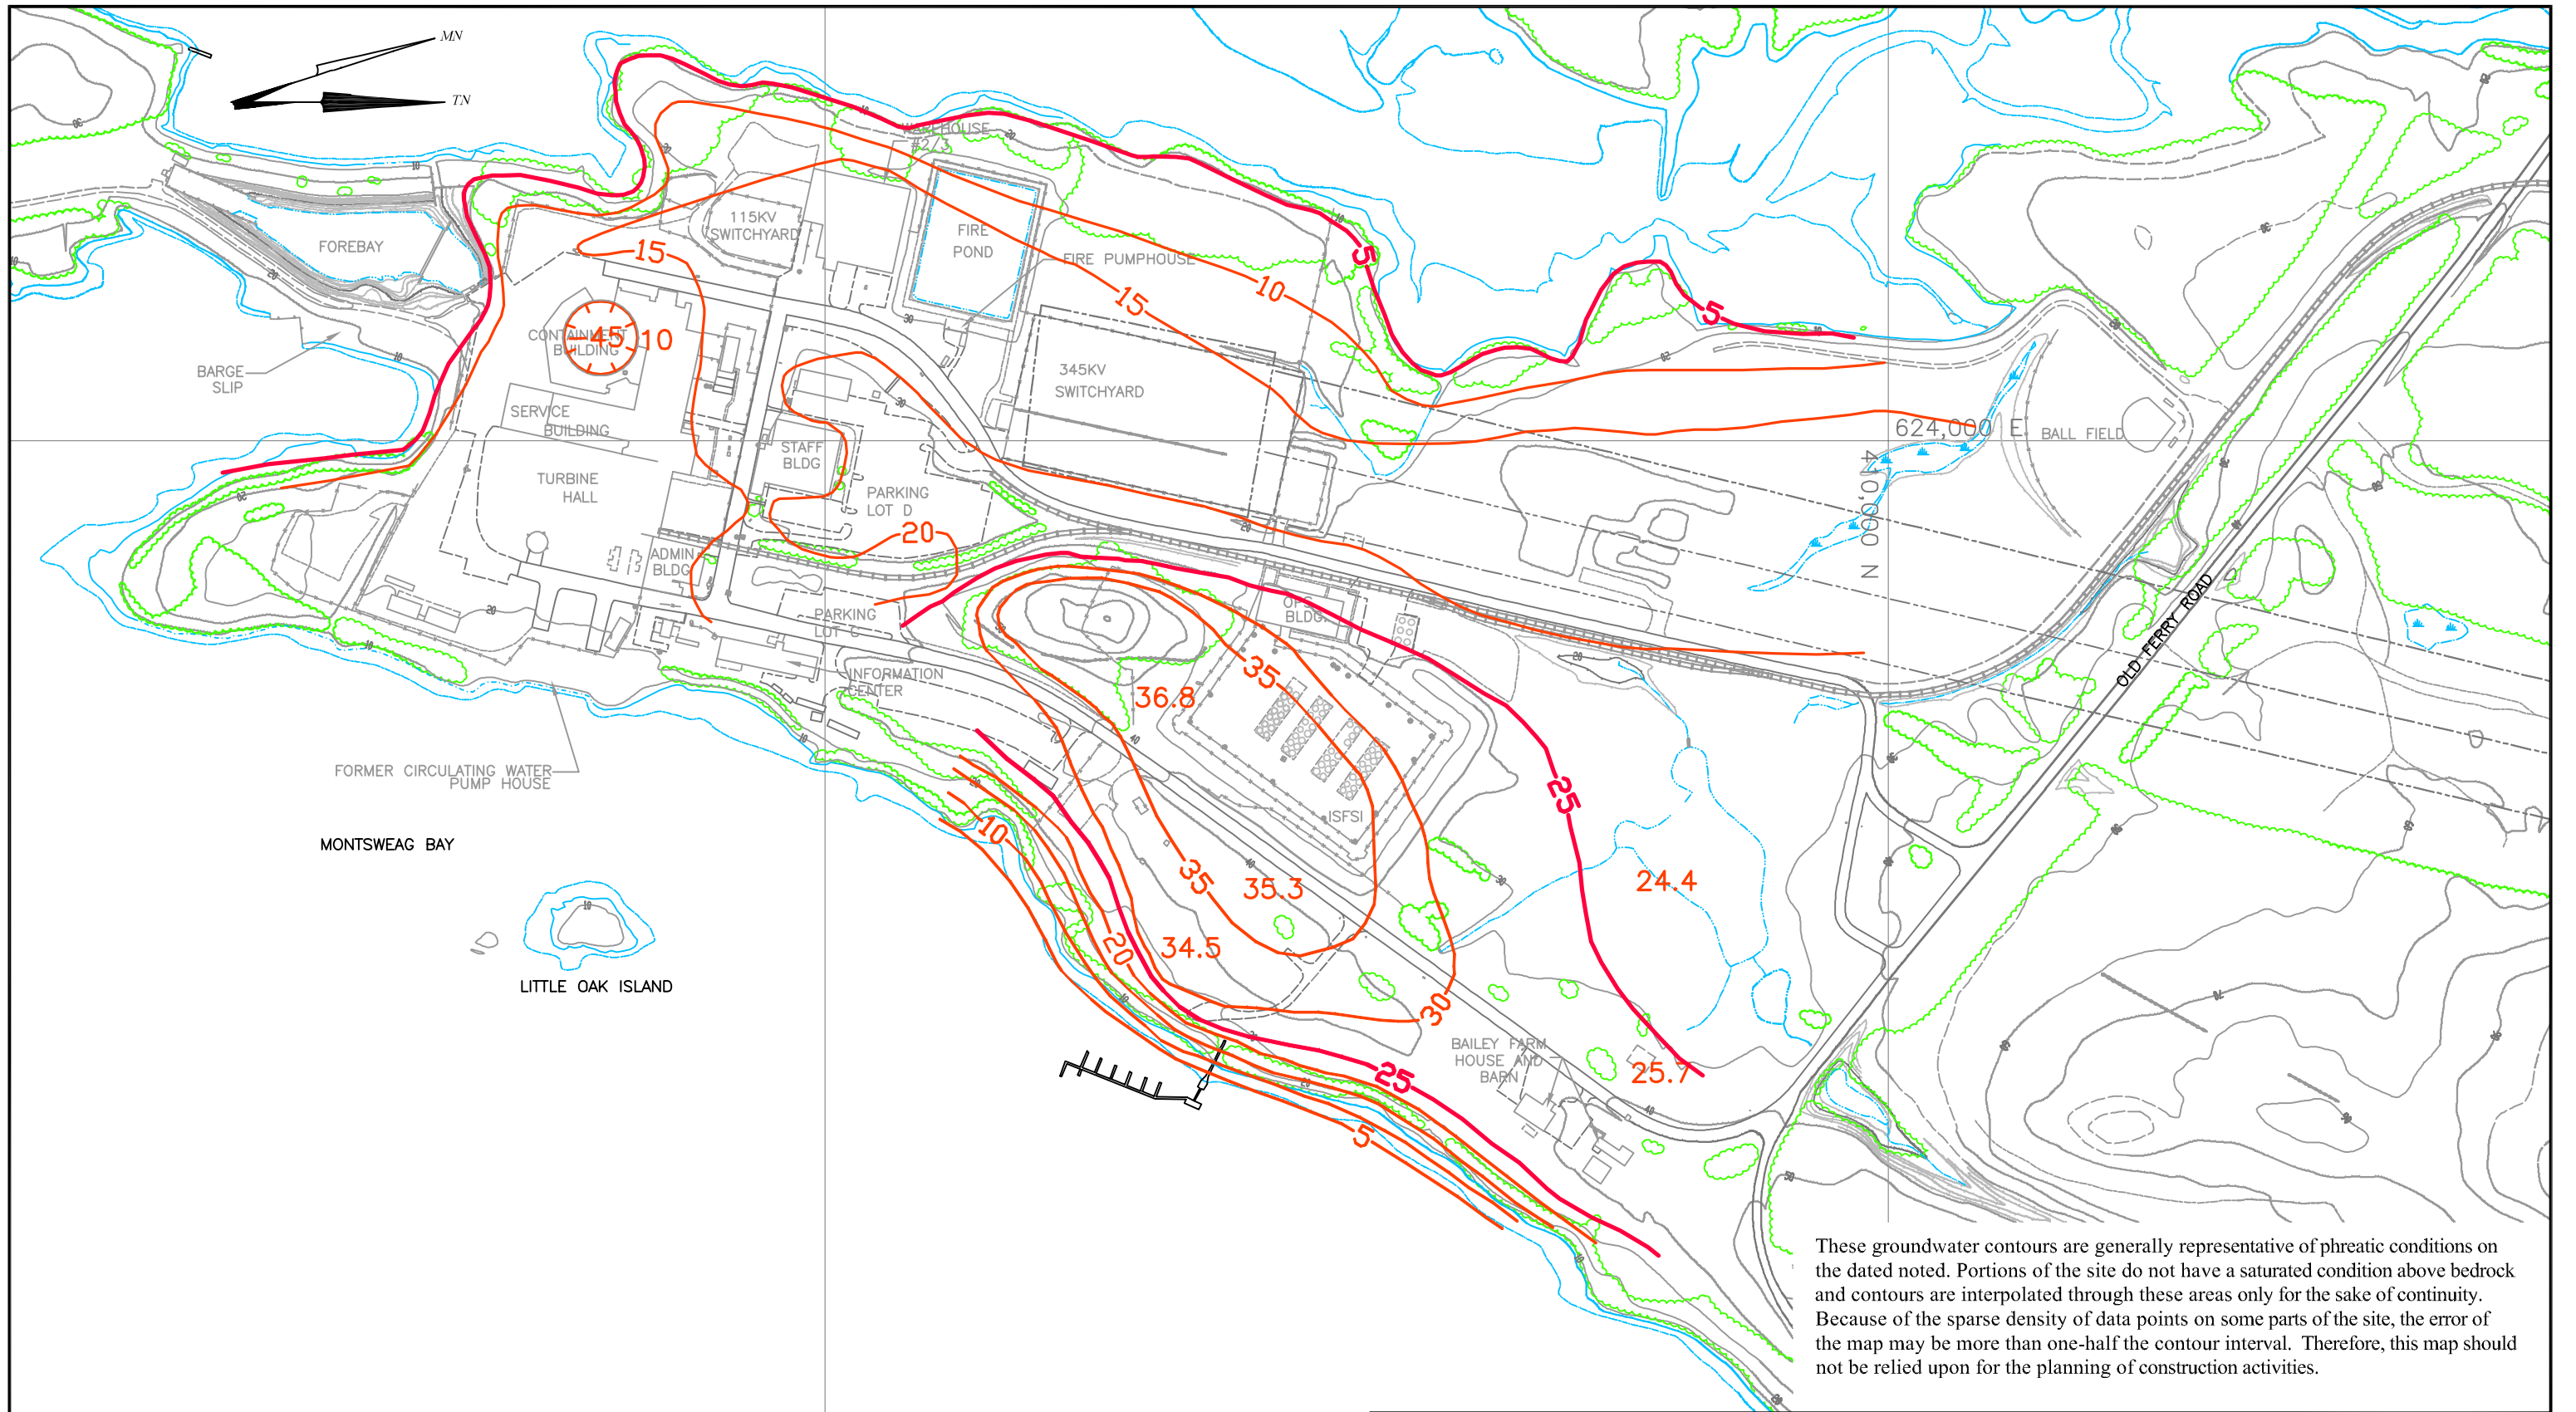 MN
TN
WAREHOUSE
#2/3
115KV
SWITCHYARD
FIRE
POND
FOREBAY
15
FIRE PUMPHOUSE
5
10
15
5
CONTAINMENT
BUILDING
-45
10
BARGE
SLIP
345KV
SWITCHYARD
SERVICE
BUILDING
624,000 E
BALL FIELD
STAFF
BLDG
TURBINE
HALL
PARKING
LOT D
410,000 N
20
ADMIN
BLDG
OPS.
BLDG.
PARKING
LOT C
OLD FERRY ROAD
INFORMATION
CENTER
35
36.8
FORMER CIRCULATING WATER
PUMP HOUSE
25
ISFSI
10
MONTSWEAG BAY
35
35.3
24.4
20
34.5
LITTLE OAK ISLAND
30
BAILEY FARM
HOUSE AND
BARN
25.7
25
5
These groundwater contours are generally representative of phreatic conditions on
the dated noted. Portions of the site do not have a saturated condition above bedrock
and contours are interpolated through these areas only for the sake of continuity.
Because of the sparse density of data points on some parts of the site, the error of
the map may be more than one-half the contour interval. Therefore, this map should
not be relied upon for the planning of construction activities.